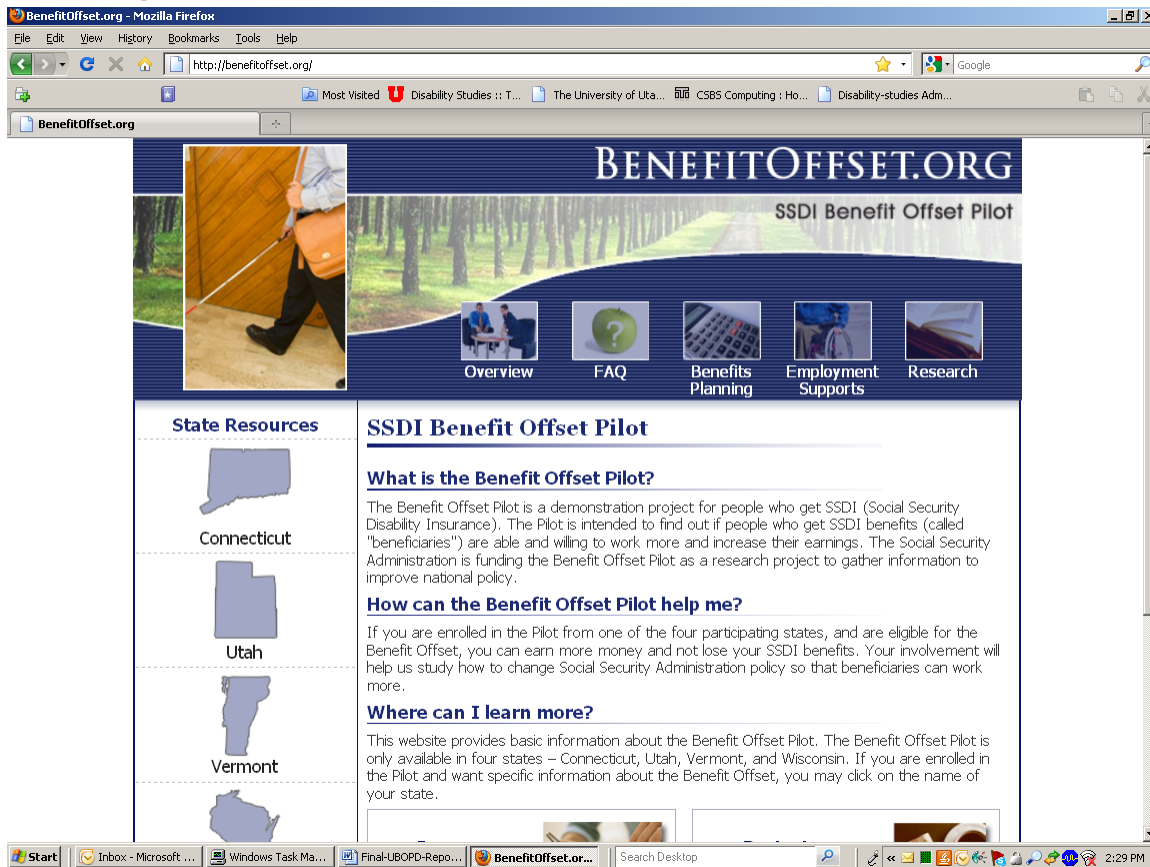 BenefitOffset.org - Mozilla Firefox
File Edit View History Bookmarks Tools Help
http://benefitoffset.org/
Google
Most Visited Disability Studies :: T... The University of Uta... CSBS Computing : Ho... Disability-studies Adm...
BenefitOffset.org
BENEFITOFFSET.ORG
SSDI Benefit Offset Pilot
Overview
FAQ
Benefits
Planning
Employment
Supports
Research
State Resources
Connecticut
Utah
Vermont
SSDI Benefit Offset Pilot
What is the Benefit Offset Pilot?
The Benefit Offset Pilot is a demonstration project for people who get SSDI (Social Security
Disability Insurance). The Pilot is intended to find out if people who get SSDI benefits (called
"beneficiaries") are able and willing to work more and increase their earnings. The Social Security
Administration is funding the Benefit Offset Pilot as a research project to gather information to
improve national policy.
How can the Benefit Offset Pilot help me?
If you are enrolled in the Pilot from one of the four participating states, and are eligible for the
Benefit Offset, you can earn more money and not lose your SSDI benefits. Your involvement will
help us study how to change Social Security Administration policy so that beneficiaries can work
more.
Where can I learn more?
This website provides basic information about the Benefit Offset Pilot. The Benefit Offset Pilot is
only available in four states – Connecticut, Utah, Vermont, and Wisconsin. If you are enrolled in
the Pilot and want specific information about the Benefit Offset, you may click on the name of
your state.
Start Inbox - Microsoft ... Windows Task Ma... Final-UBOPD-Repo... BenefitOffset.or... Search Desktop 2:29 PM